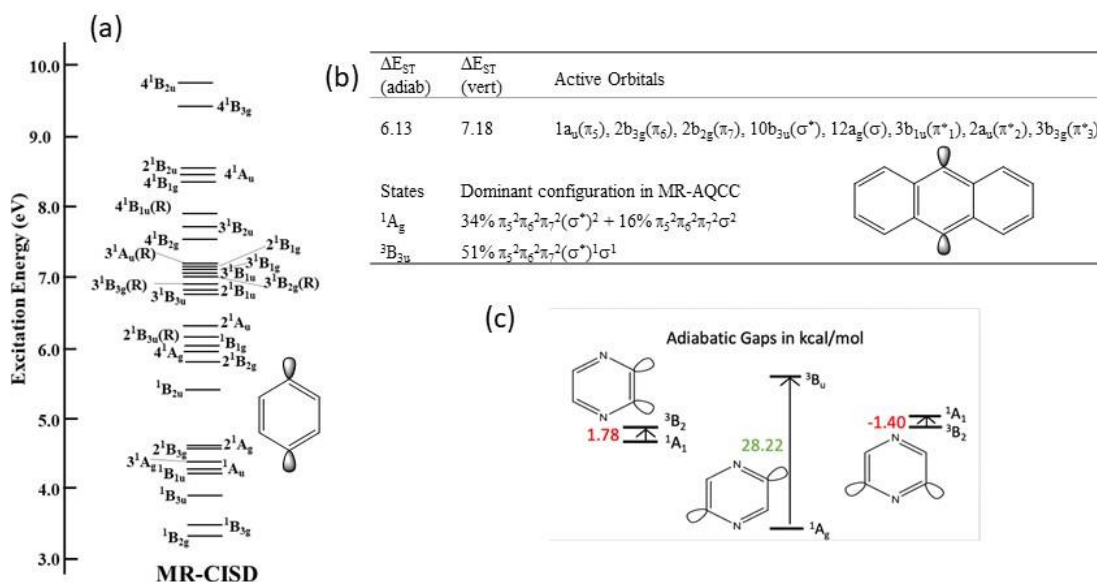 (a)
10.0
9.0
8.0
7.0
6.0
5.0
4.0
3.0
Excitation Energy (eV)
4¹B₂ᵤ
4¹B₃g
2¹B₂ᵤ
4¹Aᵤ
4¹B₁g
4¹B₁ᵤ(R)
3¹B₂ᵤ
4¹B₂g
2¹B₁g
3¹Aᵤ(R)
3¹B₁g
3¹B₁ᵤ
3¹B₃g(R)
3¹B₂g(R)
2¹B₁ᵤ
3¹B₃ᵤ
2¹Aᵤ
2¹B₃ᵤ(R)
¹B₁g
4¹Ag
2¹B₂g
¹B₂ᵤ
2¹B₃g
2¹Ag
3¹Ag
¹Aᵤ
¹B₁ᵤ
¹B₃ᵤ
¹B₃g
¹B₂g
MR-CISD
(b)
ΔE_ST (adiab) ΔE_ST (vert) Active Orbitals
6.13 7.18 1aᵤ(π₅), 2b₃g(π₆), 2b₂g(π₇), 10b₃ᵤ(σ*), 12ag(σ), 3b₁ᵤ(π*₁), 2aᵤ(π*₂), 3b₃g(π*₃)
States Dominant configuration in MR-AQCC
¹Ag 34% π₅²π₆²π₇²(σ*)² + 16% π₅²π₆²π₇²σ²
³B₃ᵤ 51% π₅²π₆²π₇²(σ*)¹σ¹
(c)
Adiabatic Gaps in kcal/mol
N
N
³B₂
1.78
¹A₁
³Bᵤ
28.22
N
N
¹Ag
¹A₁
-1.40
³B₂
N
N